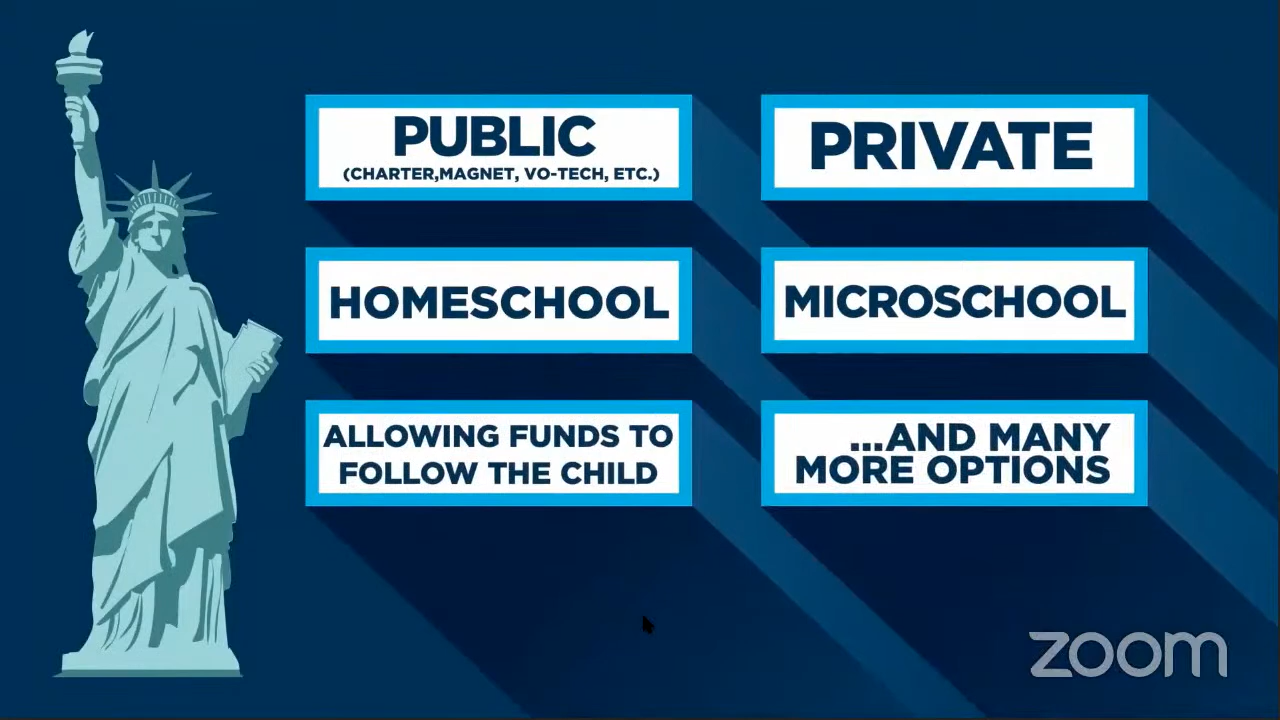 PUBLIC
(CHARTER,MAGNET, VO-TECH, ETC.)
PRIVATE
HOMESCHOOL
MICROSCHOOL
ALLOWING FUNDS TO
FOLLOW THE CHILD
...AND MANY
MORE OPTIONS
zoom